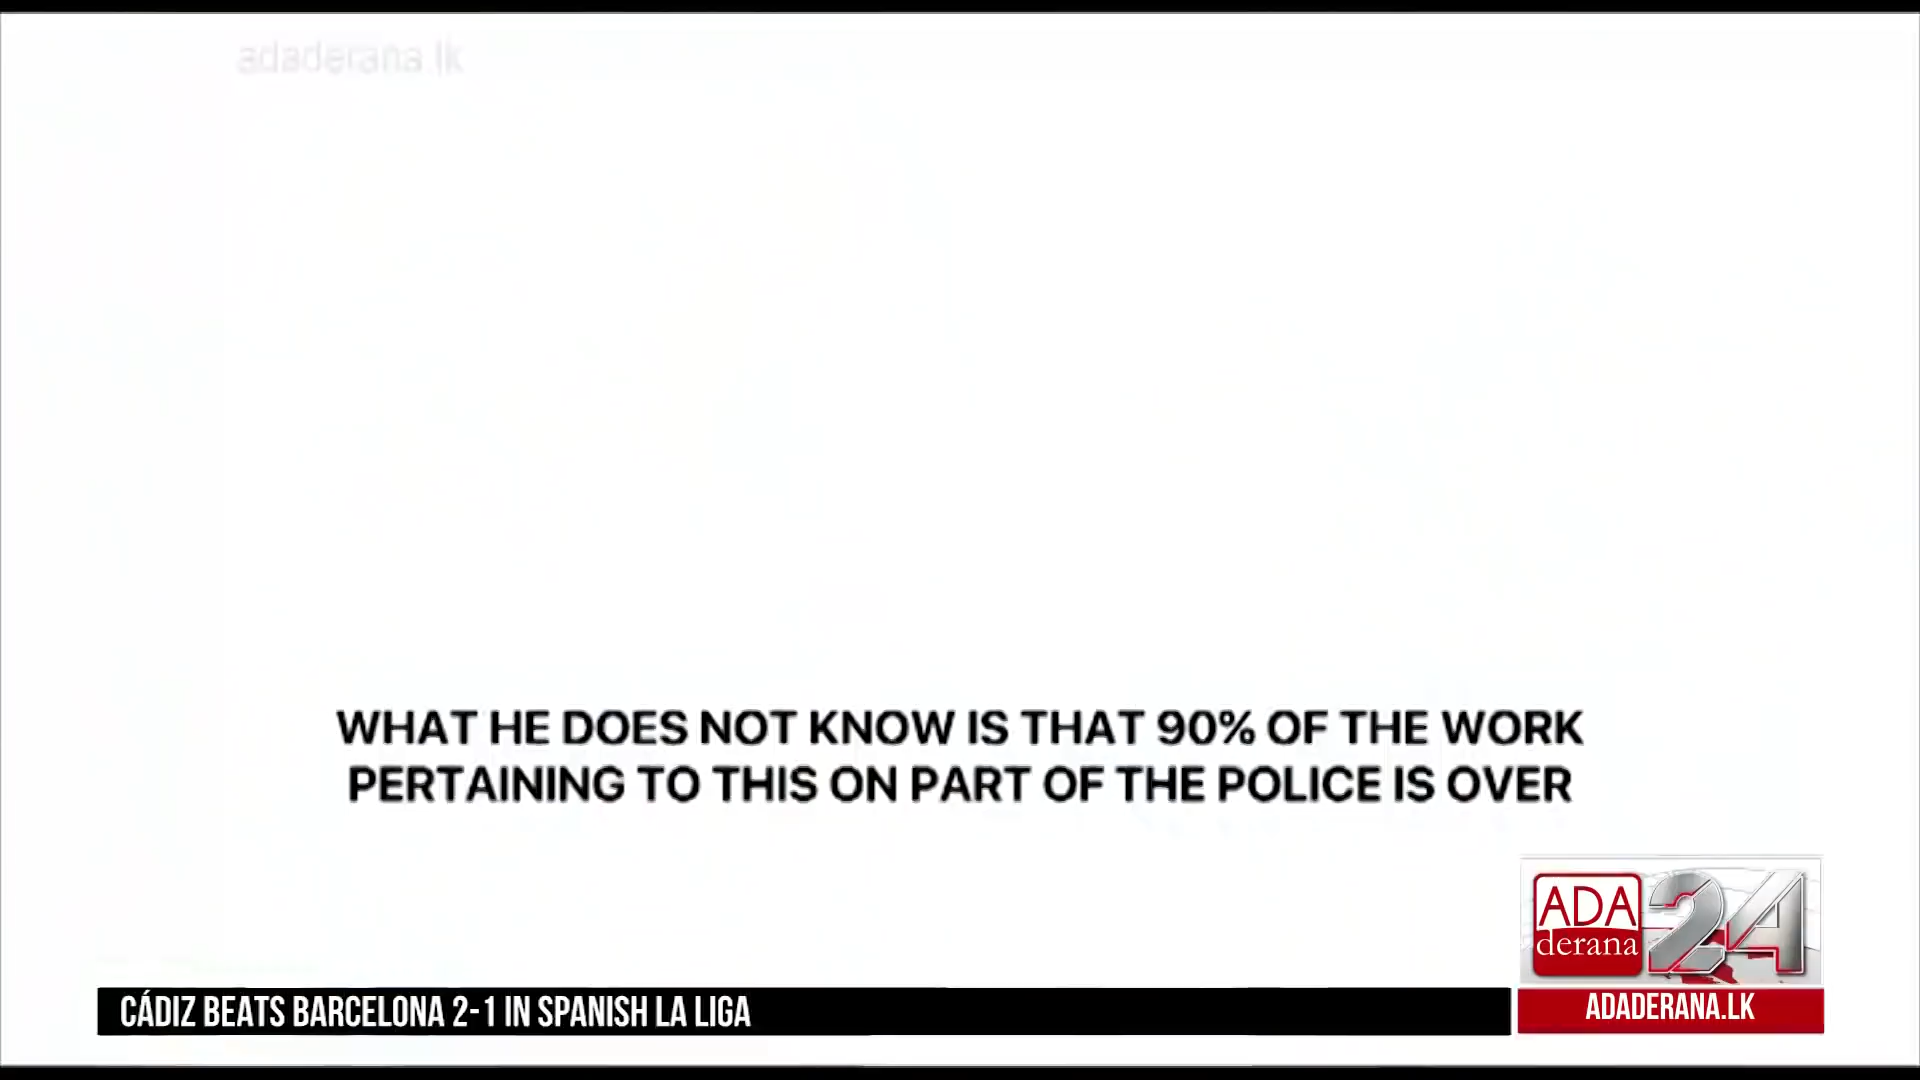 adaderana.lk
WHAT HE DOES NOT KNOW IS THAT 90% OF THE WORK
PERTAINING TO THIS ON PART OF THE POLICE IS OVER
ADA
derana
24
CÁDIZ BEATS BARCELONA 2-1 IN SPANISH LA LIGA
ADADERANA.LK